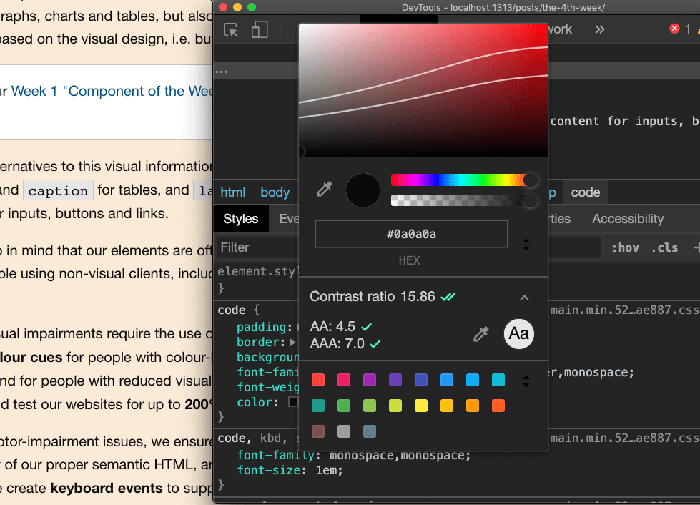 DevTools - localhost:1313/posts/the-4th-week/
raphs, charts and tables, but also
based on the visual design, i.e. bu
ur Week 1 "Component of the Wee
ernatives to this visual information
and caption for tables, and la
r inputs, buttons and links.
o in mind that our elements are of
ple using non-visual clients, includ
sual impairments require the use o
lour cues for people with colour-
nd for people with reduced visual
d test our websites for up to 200%
otor-impairment issues, we ensure
y of our proper semantic HTML, an
e create keyboard events to supp
work
»
1
...
content for inputs, b
html body p code
Styles Eve rties Accessibility
Filter :hov .cls +
element.styl
}
code { main.min.52…ae887.css
padding:
border:
backgroun
font-fami er,monospace;
font-weig
color:
}
code, kbd, s main.min.52…ae887.css
font-family: monospace,monospace;
font-size: 1em;
}
#0a0a0a
HEX
Contrast ratio 15.86
AA: 4.5
AAA: 7.0
Aa